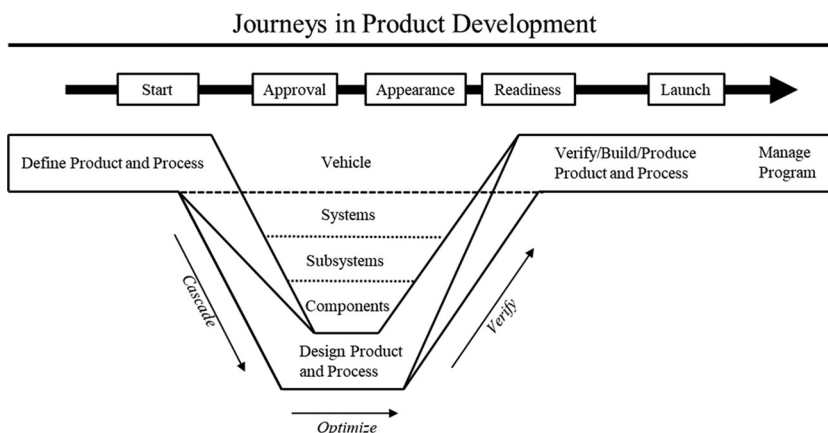 Journeys in Product Development
Start
Approval
Appearance
Readiness
Launch
Define Product and Process
Vehicle
Verify/Build/Produce
Product and Process
Manage
Program
Systems
Subsystems
Components
Cascade
Verify
Design Product
and Process
Optimize